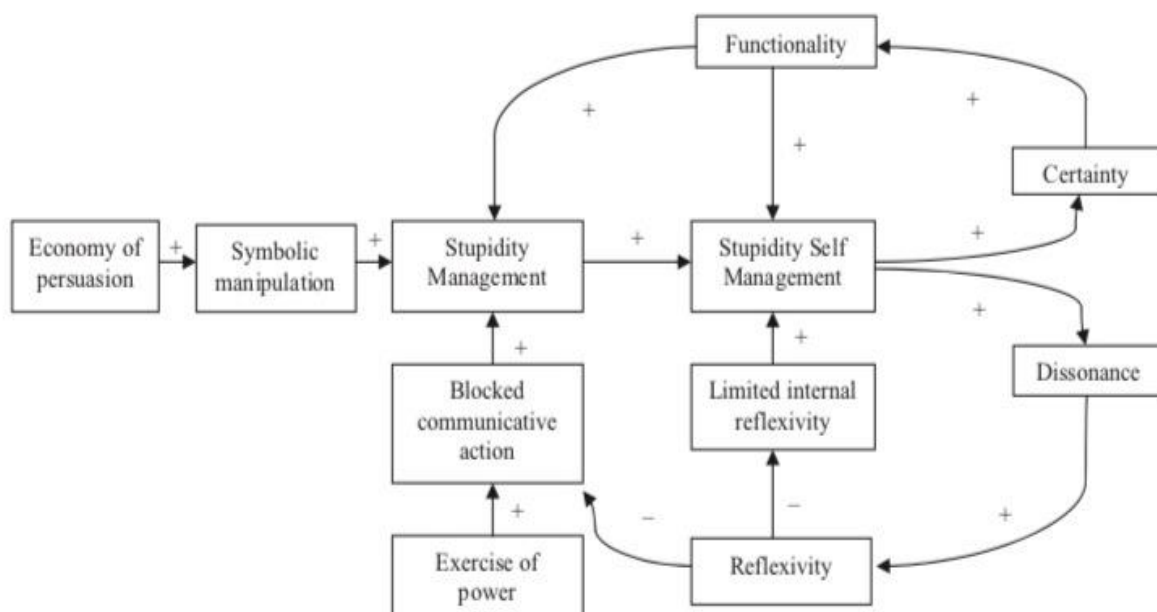 Functionality
+
+
+
Certainty
Economy of
persuasion
+
Symbolic
manipulation
+
Stupidity
Management
+
Stupidity Self
Management
+
+
Dissonance
+
Blocked
communicative
action
+
Limited internal
reflexivity
+
–
–
+
Exercise of
power
Reflexivity